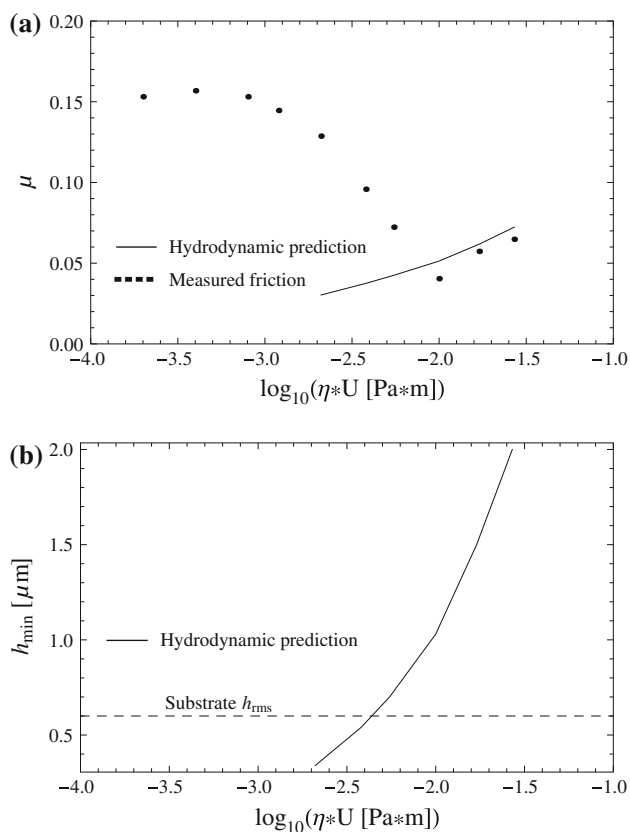 (a)
0.20
0.15
μ
0.10
Hydrodynamic prediction
0.05
Measured friction
0.00
−4.0 −3.5 −3.0 −2.5 −2.0 −1.5 −1.0
log10(η∗U [Pa∗m])
(b)
2.0
1.5
hmin [μm]
1.0
Hydrodynamic prediction
Substrate hrms
0.5
−4.0 −3.5 −3.0 −2.5 −2.0 −1.5 −1.0
log10(η∗U [Pa∗m])